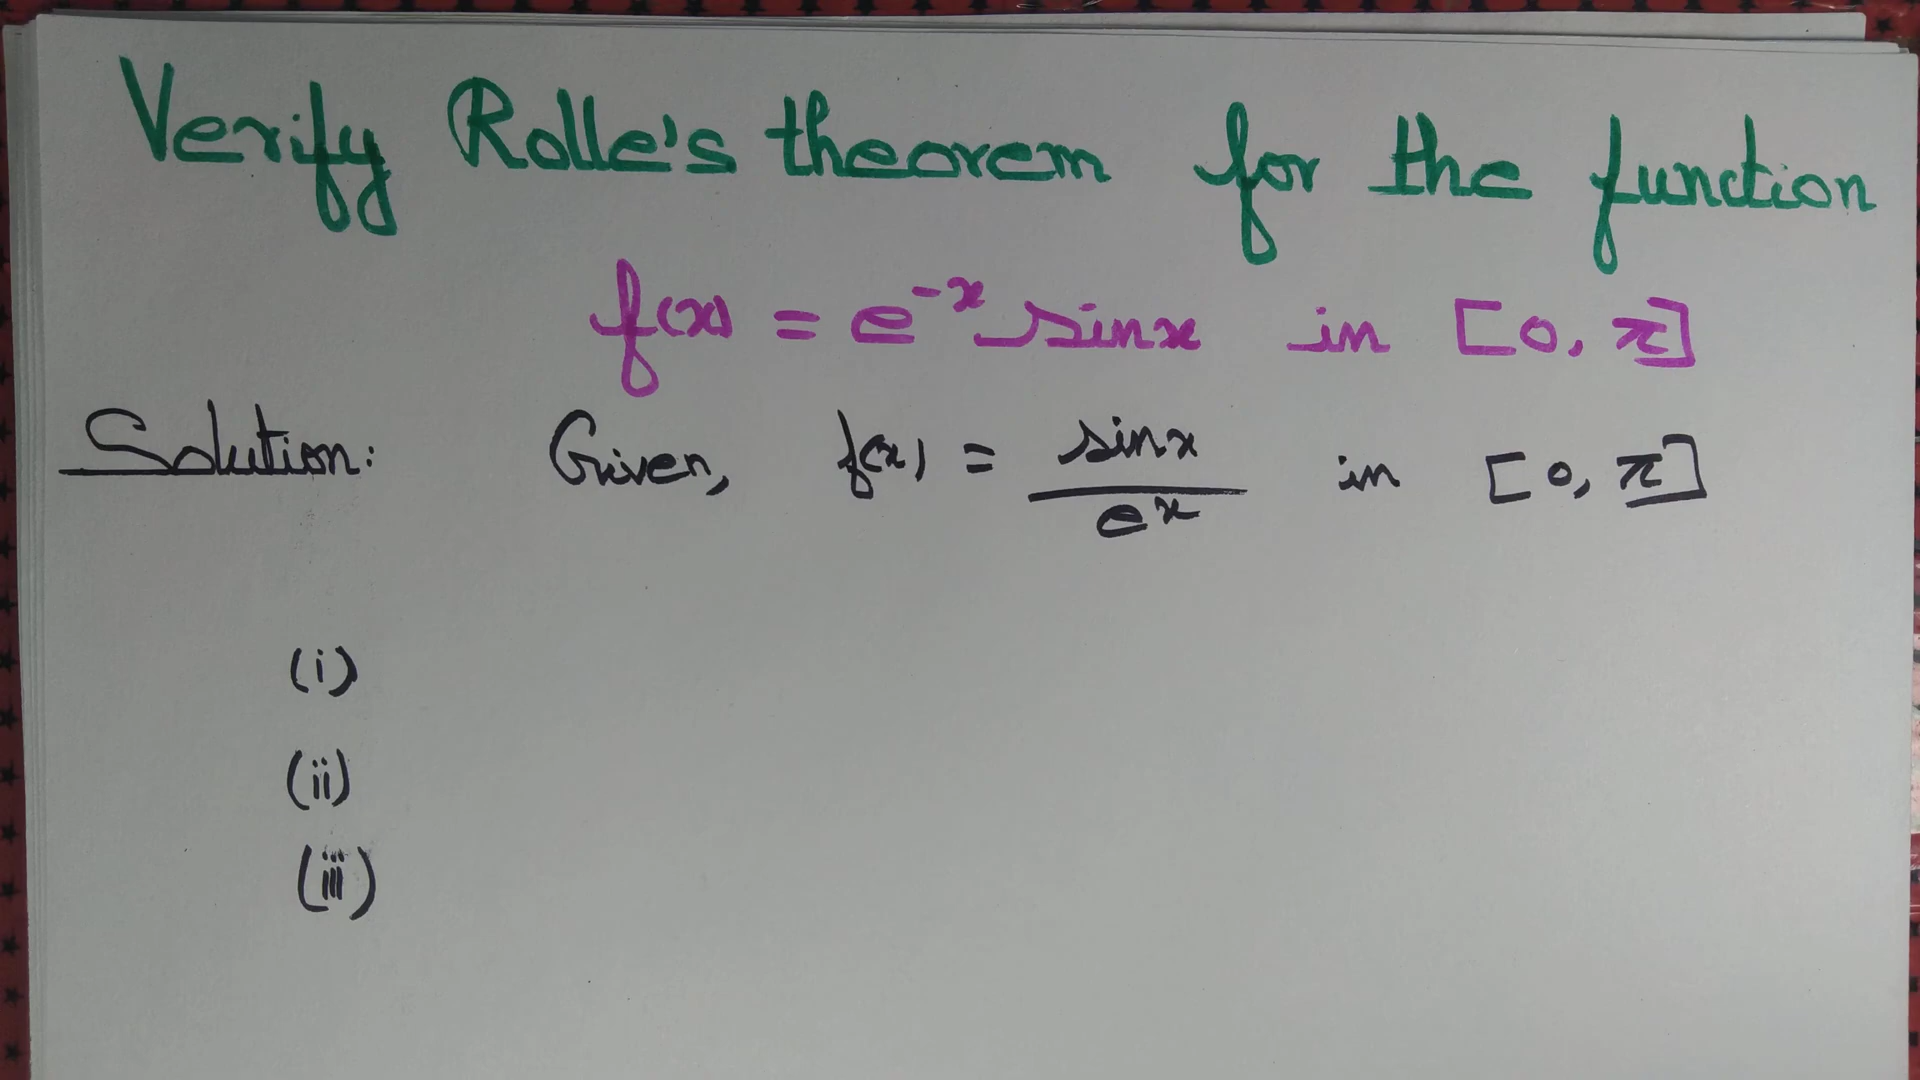 Verify Rolle's theorem for the function
f(x) = e^-x sinx in [0, π]
Solution: Given, f(x) = sinx / e^x in [0, π]
(i)
(ii)
(iii)